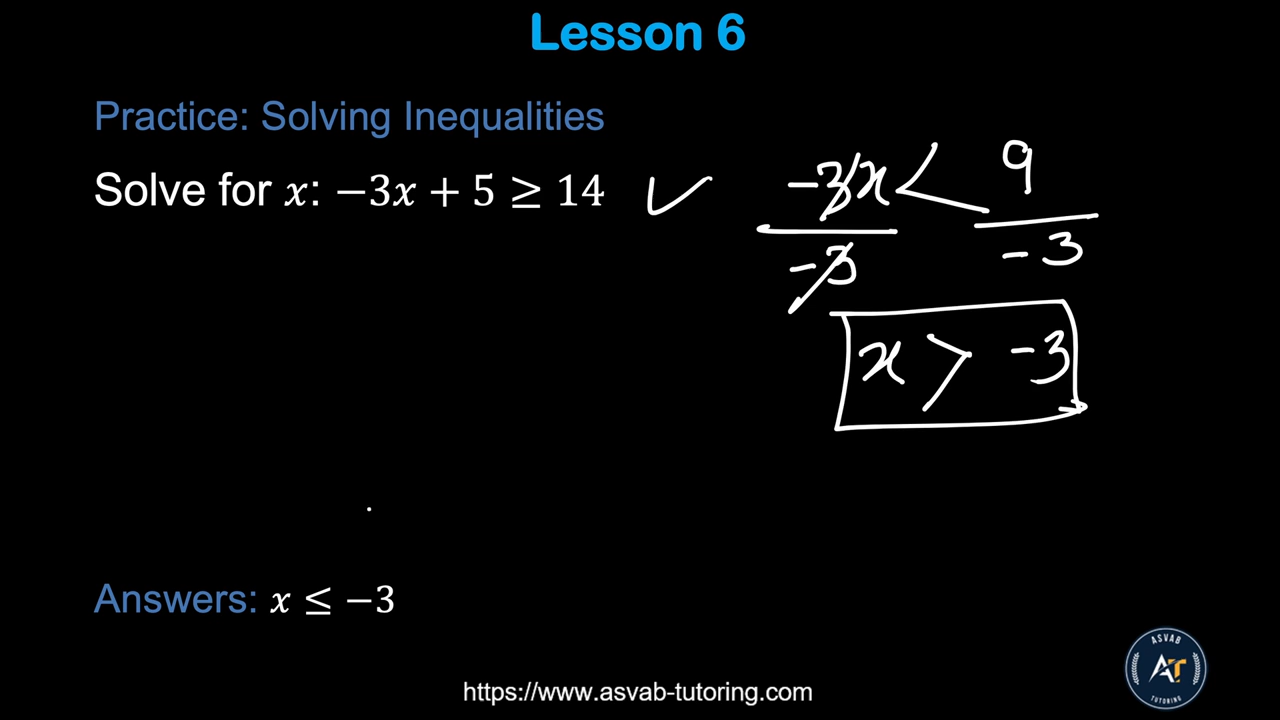 Lesson 6
Practice: Solving Inequalities
Solve for x: −3x + 5 ≥ 14
-3x < 9
-3 -3
x > -3
Answers: x ≤ −3
https://www.asvab-tutoring.com
ASVAB
AT
TUTORING